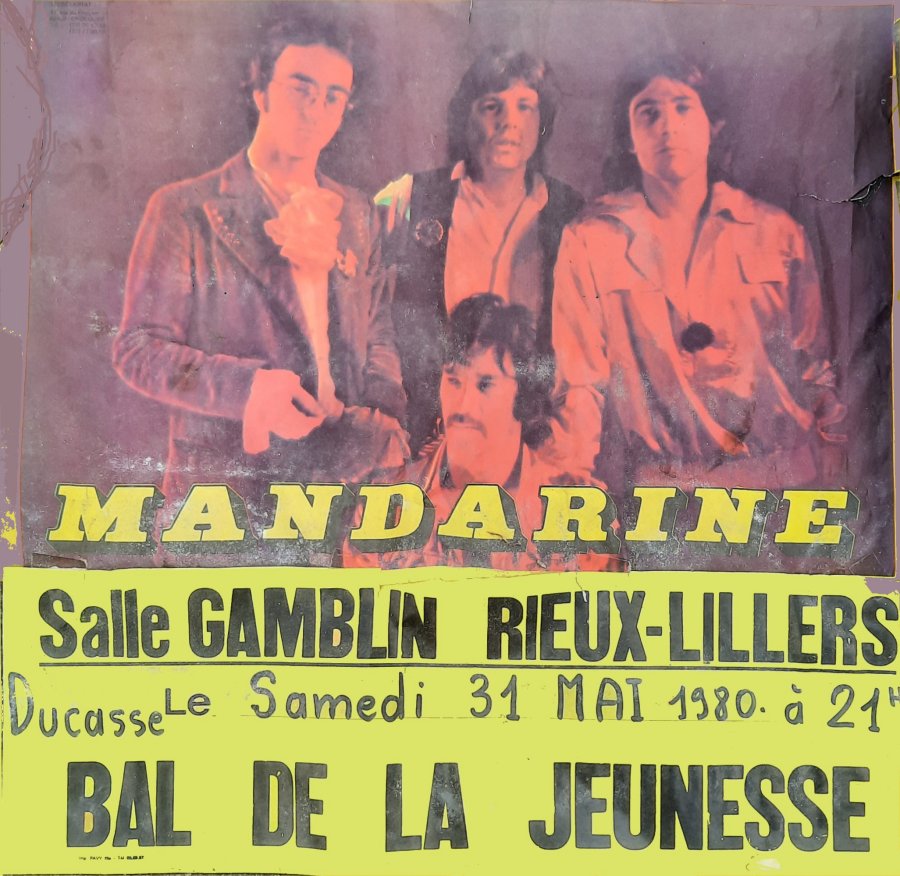 MANDARINE
Salle GAMBLIN RIEUX-LILLERS
Ducasse Le Samedi 31 MAI 1980. à 21H
BAL DE LA JEUNESSE